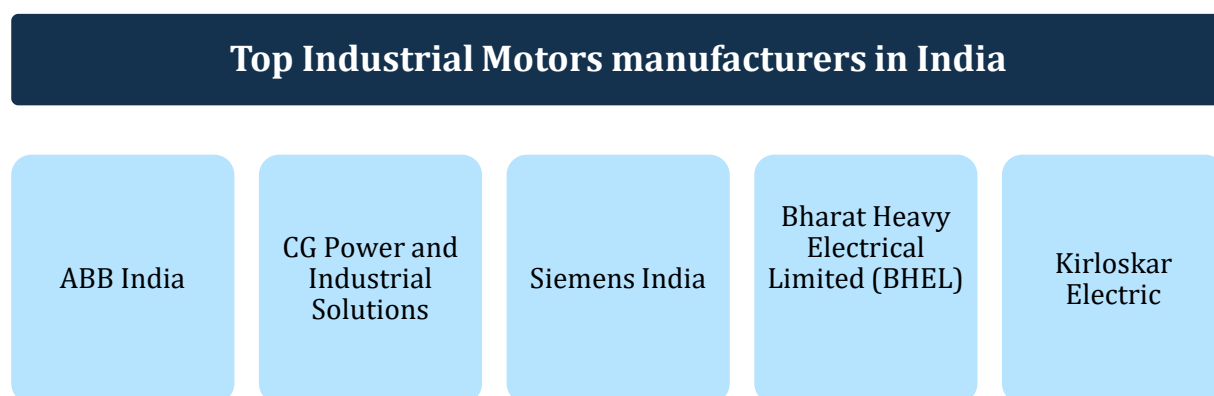 Top Industrial Motors manufacturers in India
ABB India
CG Power and
Industrial
Solutions
Siemens India
Bharat Heavy
Electrical
Limited (BHEL)
Kirloskar
Electric